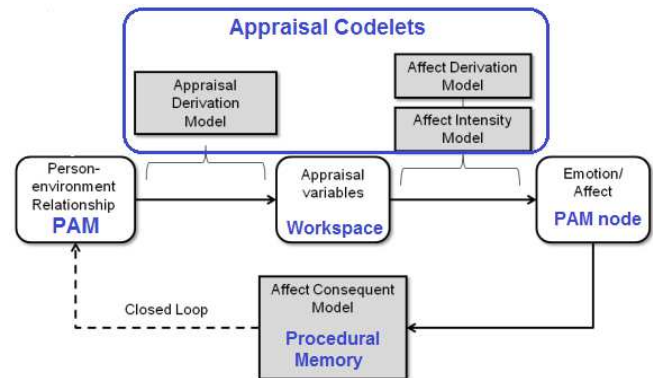 Appraisal Codelets
Appraisal
Derivation
Model
Affect Derivation
Model
Affect Intensity
Model
Person-
environment
Relationship
PAM
Appraisal
variables
Workspace
Emotion/
Affect
PAM node
Closed Loop
Affect Consequent
Model
Procedural
Memory